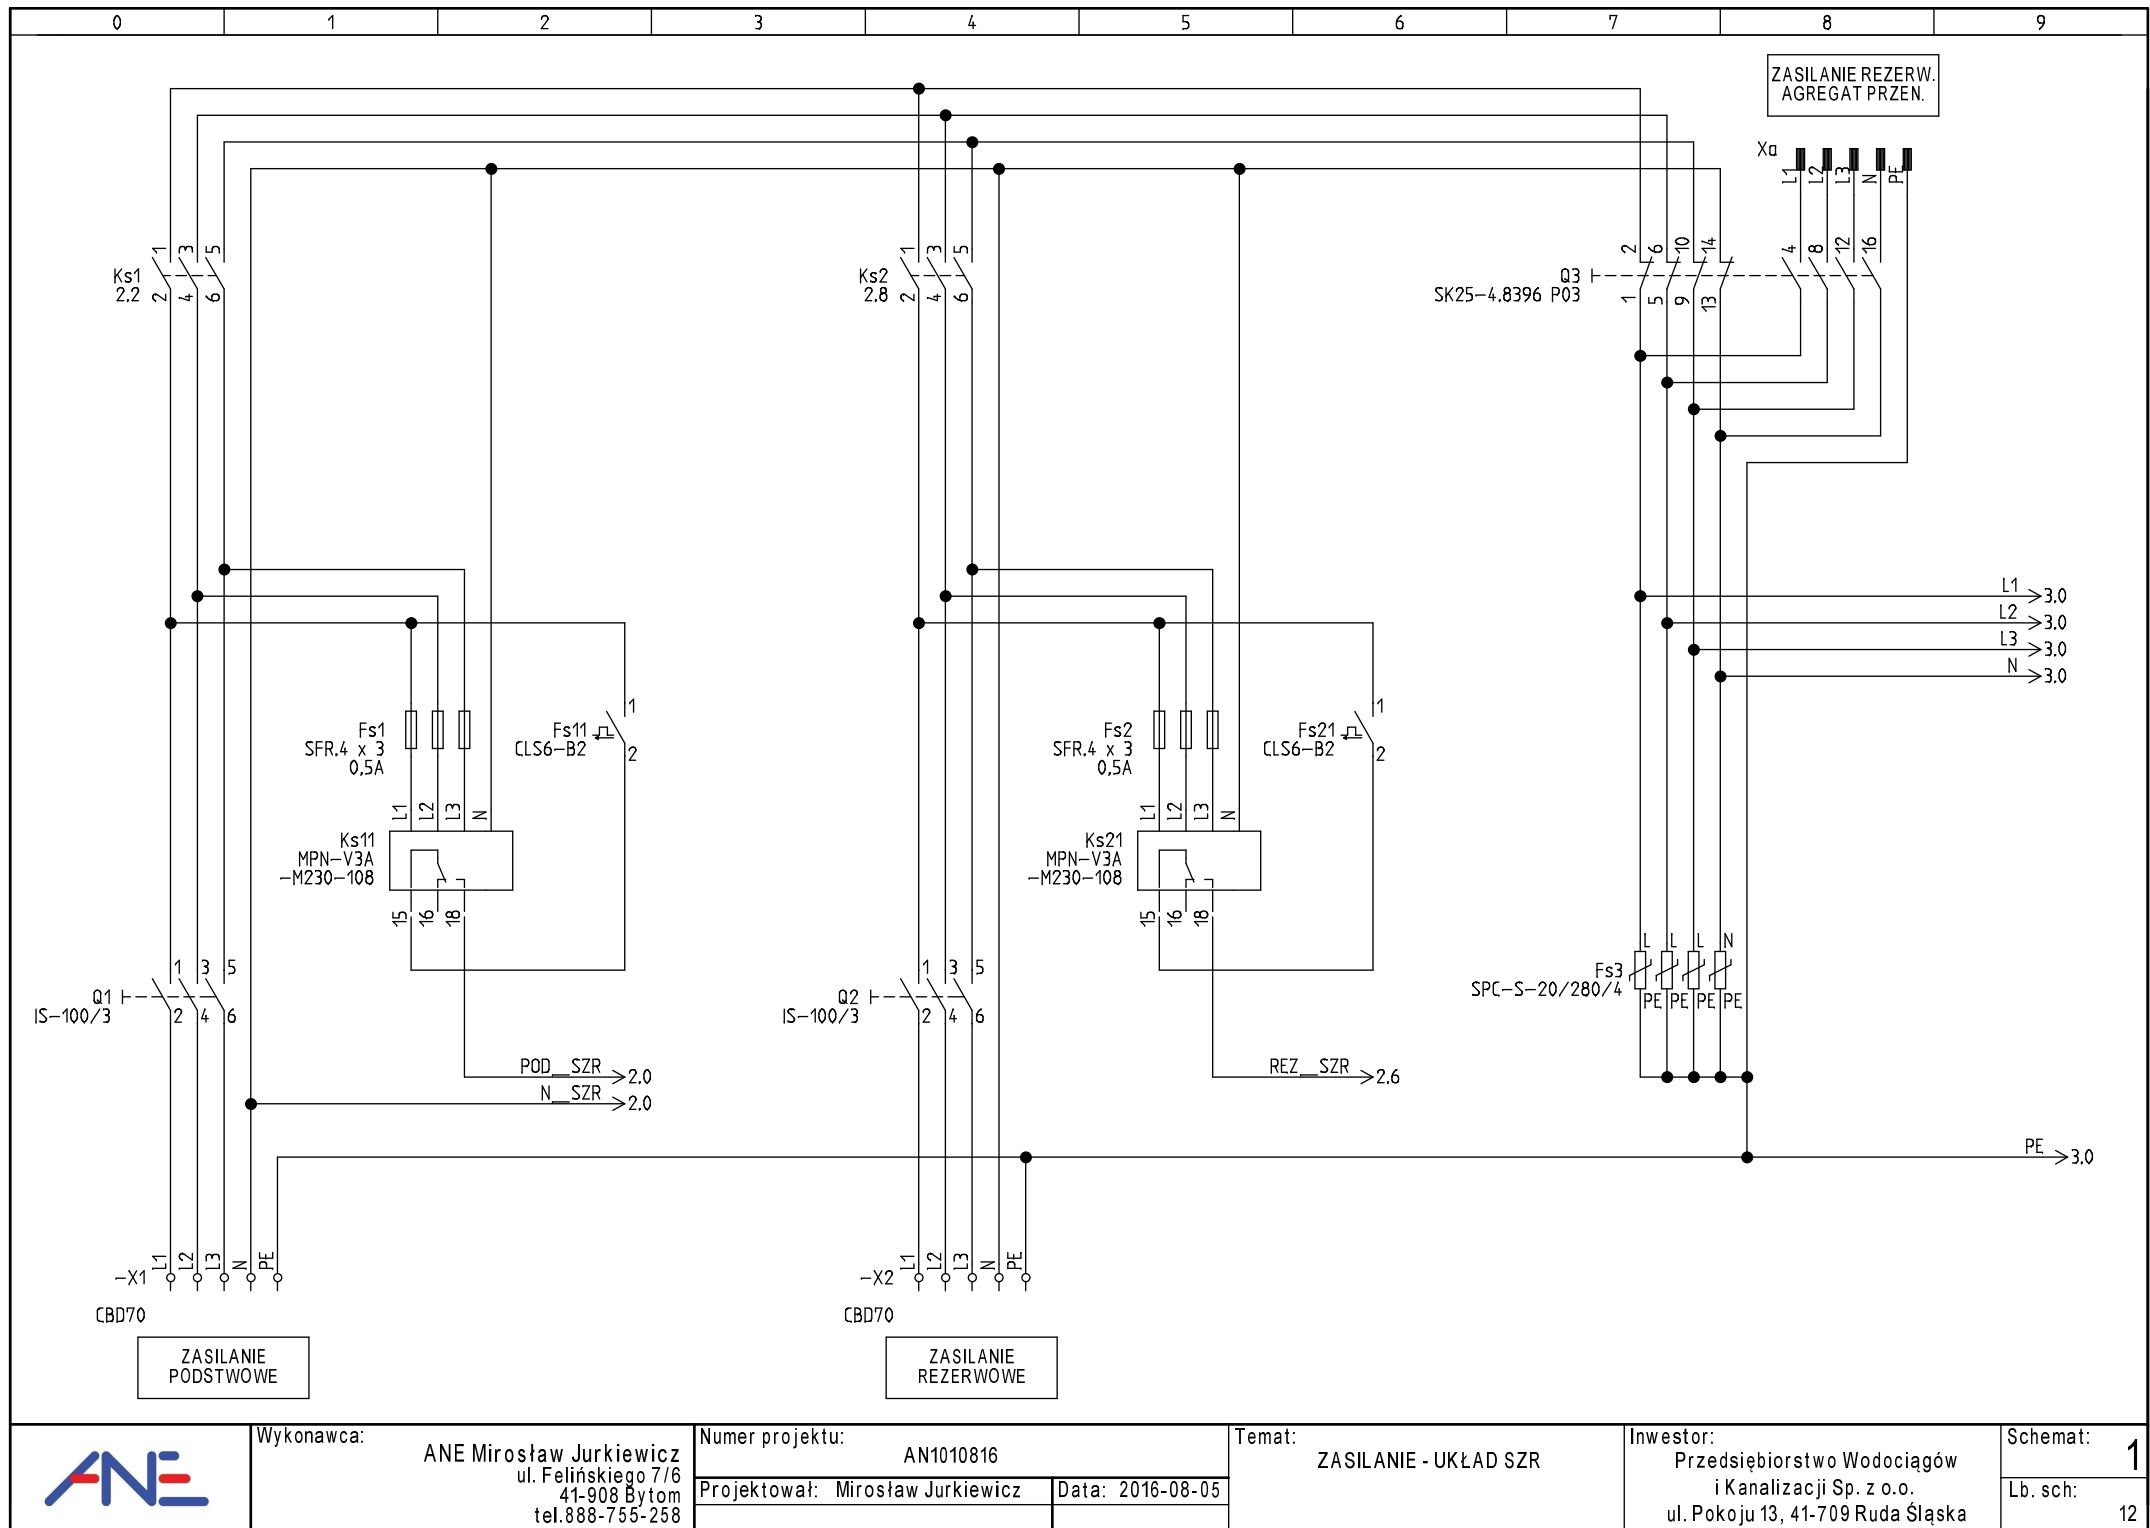 0 1 2 3 4 5 6 7 8 9
ZASILANIE REZERW.
AGREGAT PRZEN.
Xa
L1 L2 L3 N PE
1 3 5
Ks1
2.2
2 4 6
1 3 5
Ks2
2.8
2 4 6
2 6 10 14 4 8 12 16
Q3
SK25-4.8396 P03
1 5 9 13
L1 3.0
L2 3.0
L3 3.0
N 3.0
Fs1
SFR.4 x 3
0,5A
1
Fs11
CLS6-B2
2
Fs2
SFR.4 x 3
0,5A
1
Fs21
CLS6-B2
2
L1 L2 L3 N
Ks11
MPN-V3A
-M230-108
15 16 18
L1 L2 L3 N
Ks21
MPN-V3A
-M230-108
15 16 18
1 3 5
Q1
IS-100/3
2 4 6
1 3 5
Q2
IS-100/3
2 4 6
L L L N
Fs3
SPC-S-20/280/4
PE PE PE PE
POD__SZR 2.0
N__SZR 2.0
REZ__SZR 2.6
PE 3.0
L1 L2 L3 N PE
-X1
CBD70
L1 L2 L3 N PE
-X2
CBD70
ZASILANIE
PODSTWOWE
ZASILANIE
REZERWOWE
ANE
Wykonawca:
ANE Mirosław Jurkiewicz
ul. Felińskiego 7/6
41-908 Bytom
tel.888-755-258
Numer projektu:
AN1010816
Projektował: Mirosław Jurkiewicz
Data: 2016-08-05
Temat:
ZASILANIE - UKŁAD SZR
Inwestor:
Przedsiębiorstwo Wodociągów
i Kanalizacji Sp. z o.o.
ul. Pokoju 13, 41-709 Ruda Śląska
Schemat:
1
Lb. sch:
12